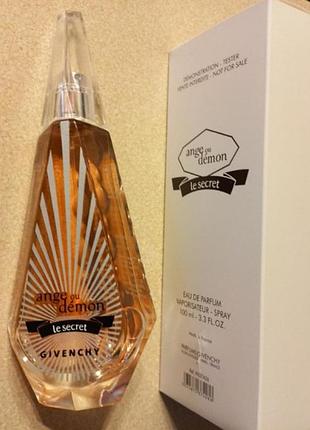 ange ou
démon
le secret
GIVENCHY
DEMONSTRATION - TESTER
VENTE INTERDITE - NOT FOR SALE
ange ou
démon
le secret
EAU DE PARFUM
VAPORISATEUR - SPRAY
100 ml - 3.3 FL.OZ.
PARFUMS GIVENCHY